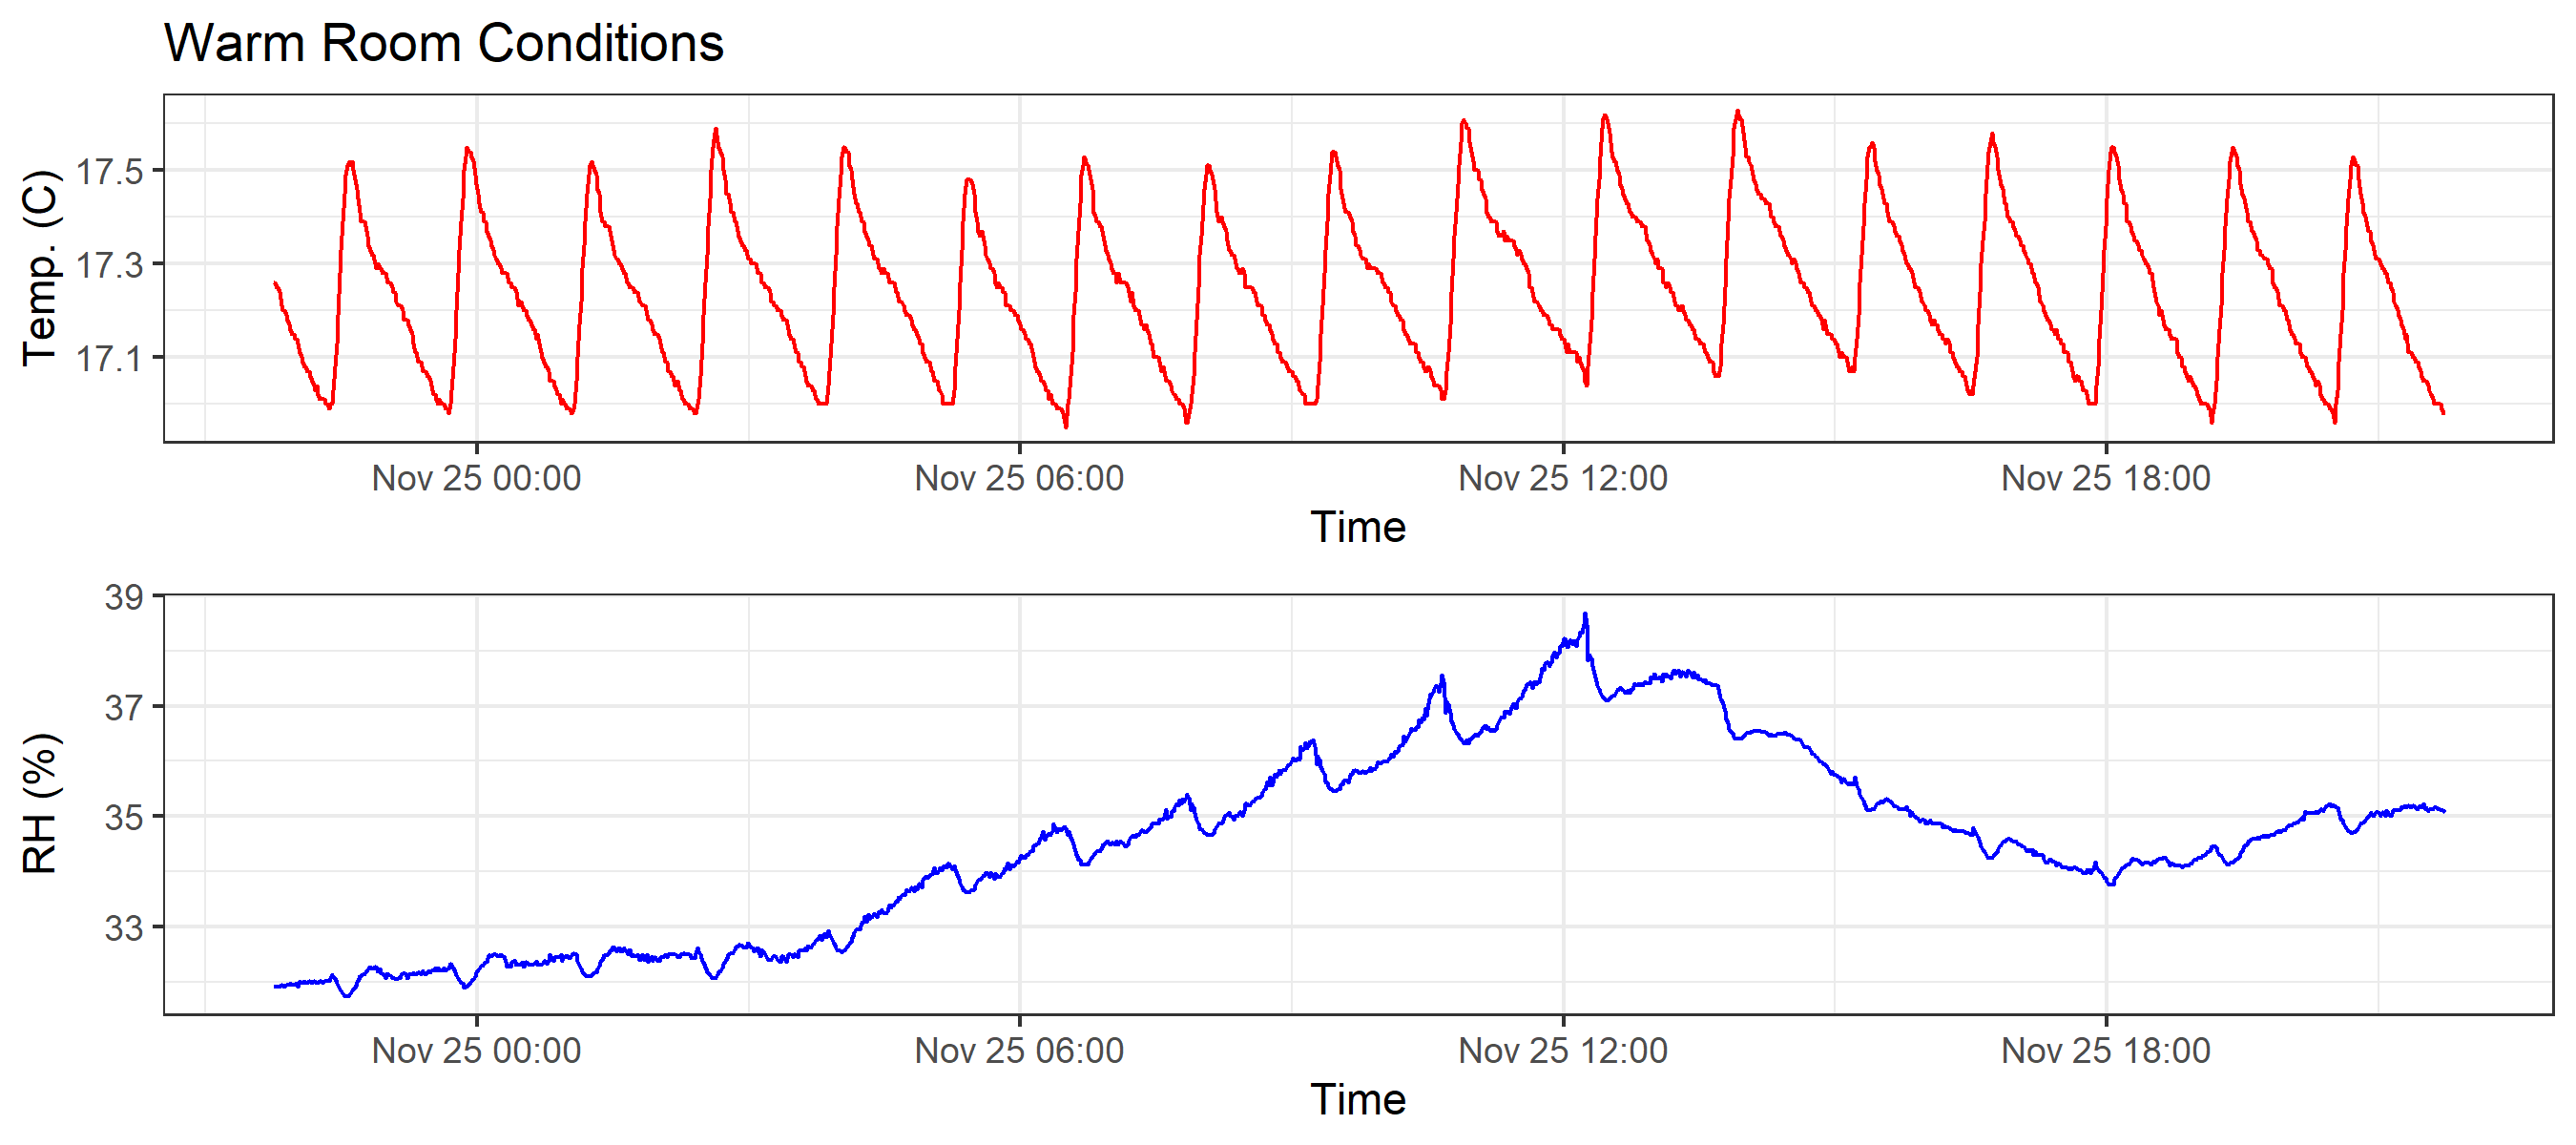 Warm Room Conditions
Temp. (C)
17.5
17.3
17.1
Nov 25 00:00 Nov 25 06:00 Nov 25 12:00 Nov 25 18:00
Time
RH (%)
39
37
35
33
Nov 25 00:00 Nov 25 06:00 Nov 25 12:00 Nov 25 18:00
Time